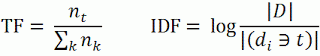 TF = n_t / ∑_k n_k    IDF = log |D| / |(d_i ∋ t)|